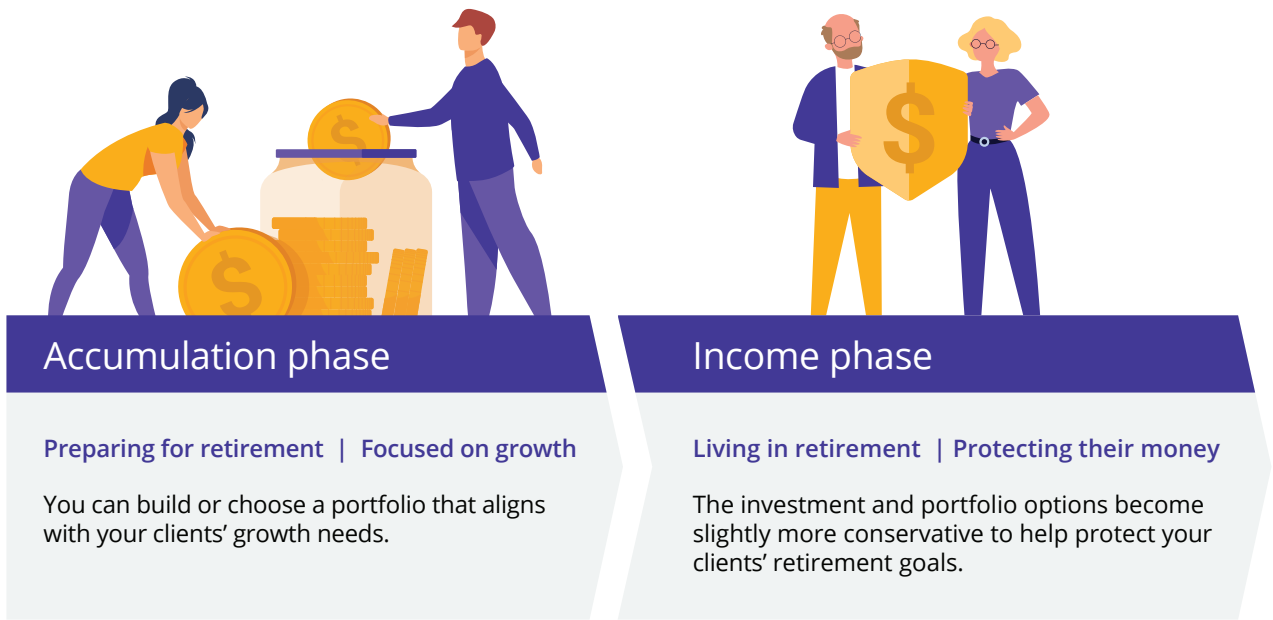 $
$
$
Accumulation phase
Preparing for retirement | Focused on growth
You can build or choose a portfolio that aligns
with your clients’ growth needs.
Income phase
Living in retirement | Protecting their money
The investment and portfolio options become
slightly more conservative to help protect your
clients’ retirement goals.